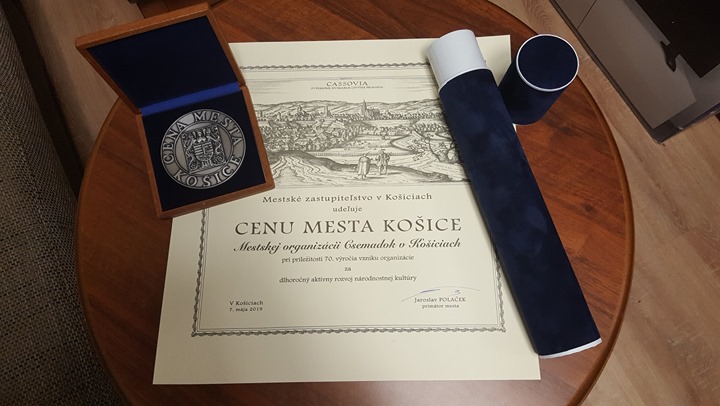 CENA MESTA
KOŠICE
CASSOVIA
Mestské zastupiteľstvo v Košiciach
udeľuje
CENU MESTA KOŠICE
Mestskej organizácii Csemadok v Košiciach
pri príležitosti 70. výročia vzniku organizácie
za
dlhoročný aktívny rozvoj národnostnej kultúry
V Košiciach
7. mája 2019
Jaroslav POLAČEK
primátor mesta